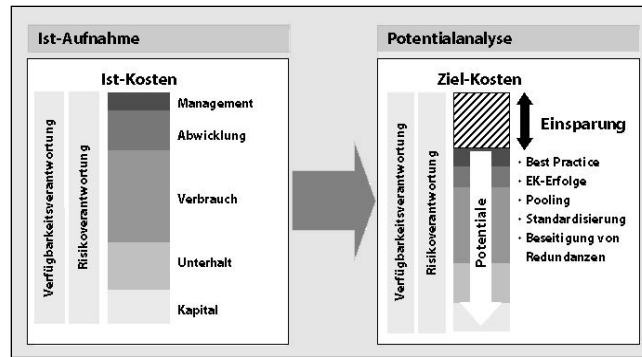 Ist-Aufnahme
Ist-Kosten
Verfügbarkeitsverantwortung
Risikoverantwortung
Management
Abwicklung
Verbrauch
Unterhalt
Kapital
Potentialanalyse
Ziel-Kosten
Verfügbarkeitsverantwortung
Risikoverantwortung
Potentiale
Einsparung
· Best Practice
· EK-Erfolge
· Pooling
· Standardisierung
· Beseitigung von
Redundanzen